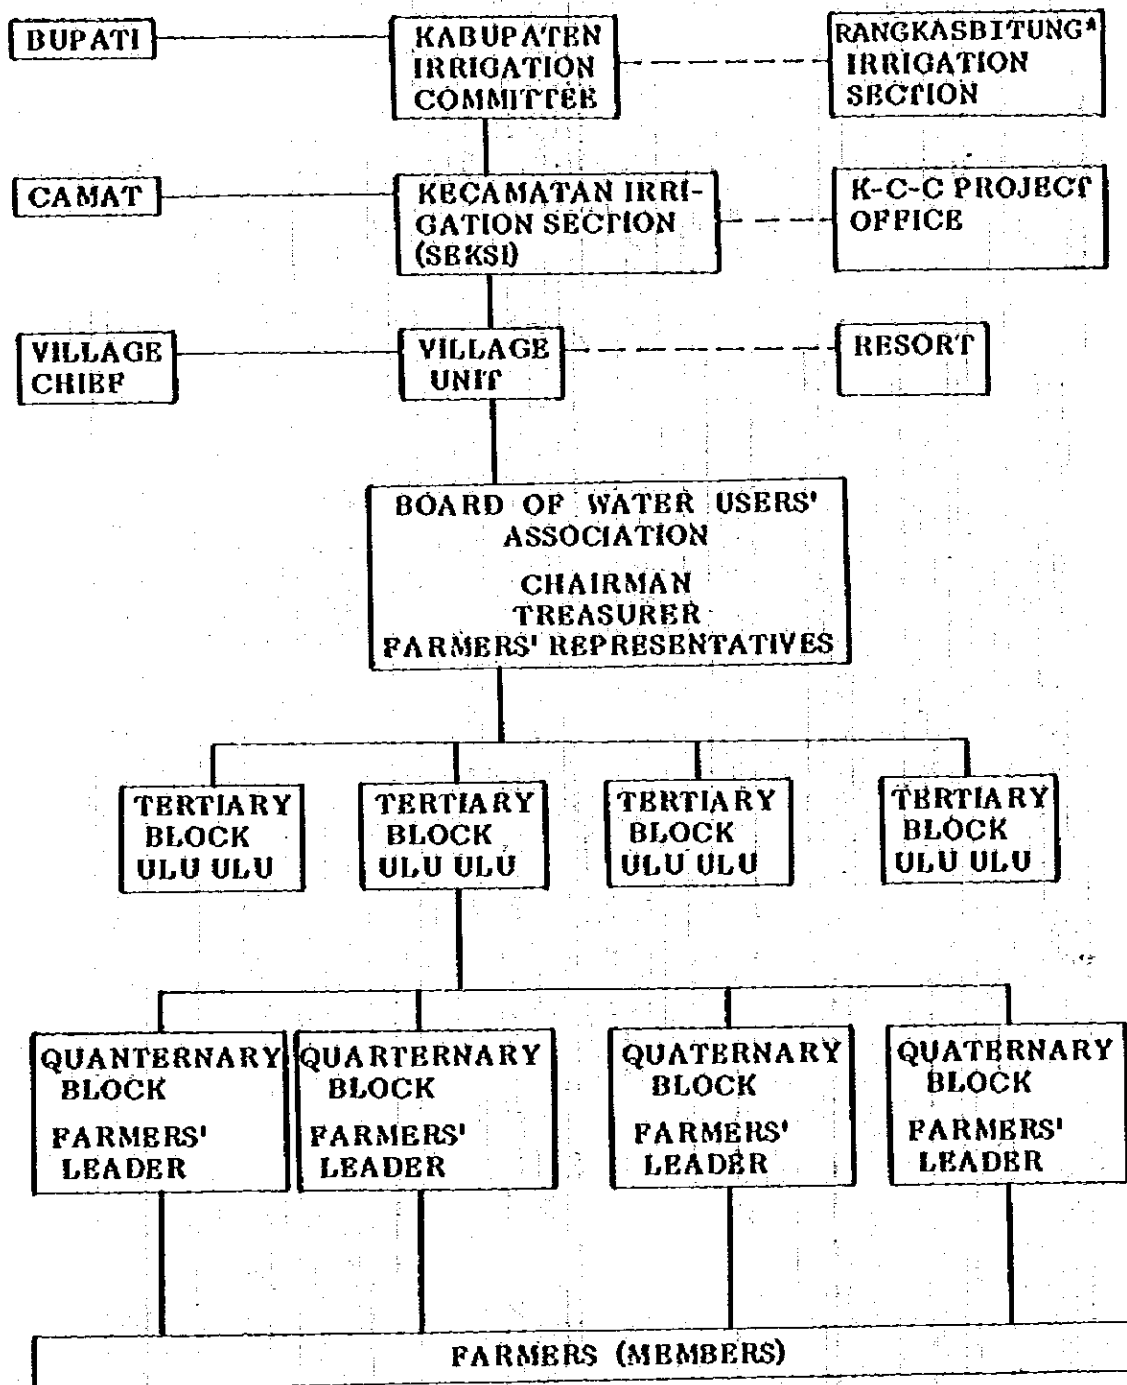 BUPATI
KABUPATEN
IRRIGATION
COMMITTEE
RANGKASBITUNG*
IRRIGATION
SECTION
CAMAT
KECAMATAN IRRI-
GATION SECTION
(SEKSI)
K-C-C PROJECT
OFFICE
VILLAGE
CHIEF
VILLAGE
UNIT
RESORT
BOARD OF WATER USERS'
ASSOCIATION
CHAIRMAN
TREASURER
FARMERS' REPRESENTATIVES
TERTIARY
BLOCK
ULU ULU
TERTIARY
BLOCK
ULU ULU
TERTIARY
BLOCK
ULU ULU
TERTIARY
BLOCK
ULU ULU
QUANTERNARY
BLOCK
FARMERS'
LEADER
QUARTERNARY
BLOCK
FARMERS'
LEADER
QUATERNARY
BLOCK
FARMERS'
LEADER
QUATERNARY
BLOCK
FARMERS'
LEADER
FARMERS (MEMBERS)